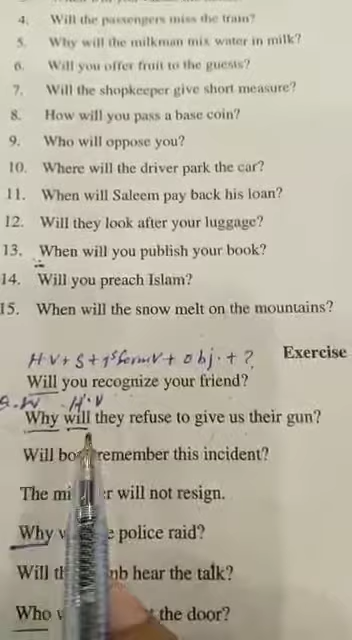 4. Will the passengers miss the train?
5. Why will the milkman mix water in milk?
6. Will you offer fruit to the guests?
7. Will the shopkeeper give short measure?
8. How will you pass a base coin?
9. Who will oppose you?
10. Where will the driver park the car?
11. When will Saleem pay back his loan?
12. Will they look after your luggage?
13. When will you publish your book?
14. Will you preach Islam?
15. When will the snow melt on the mountains?
H.V + S + 1st form V + obj. + ? Exercise
Will you recognize your friend?
Q.W H.V
Why will they refuse to give us their gun?
Will remember this incident?
The will not resign.
Why police raid?
Will hear the talk?
Who the door?